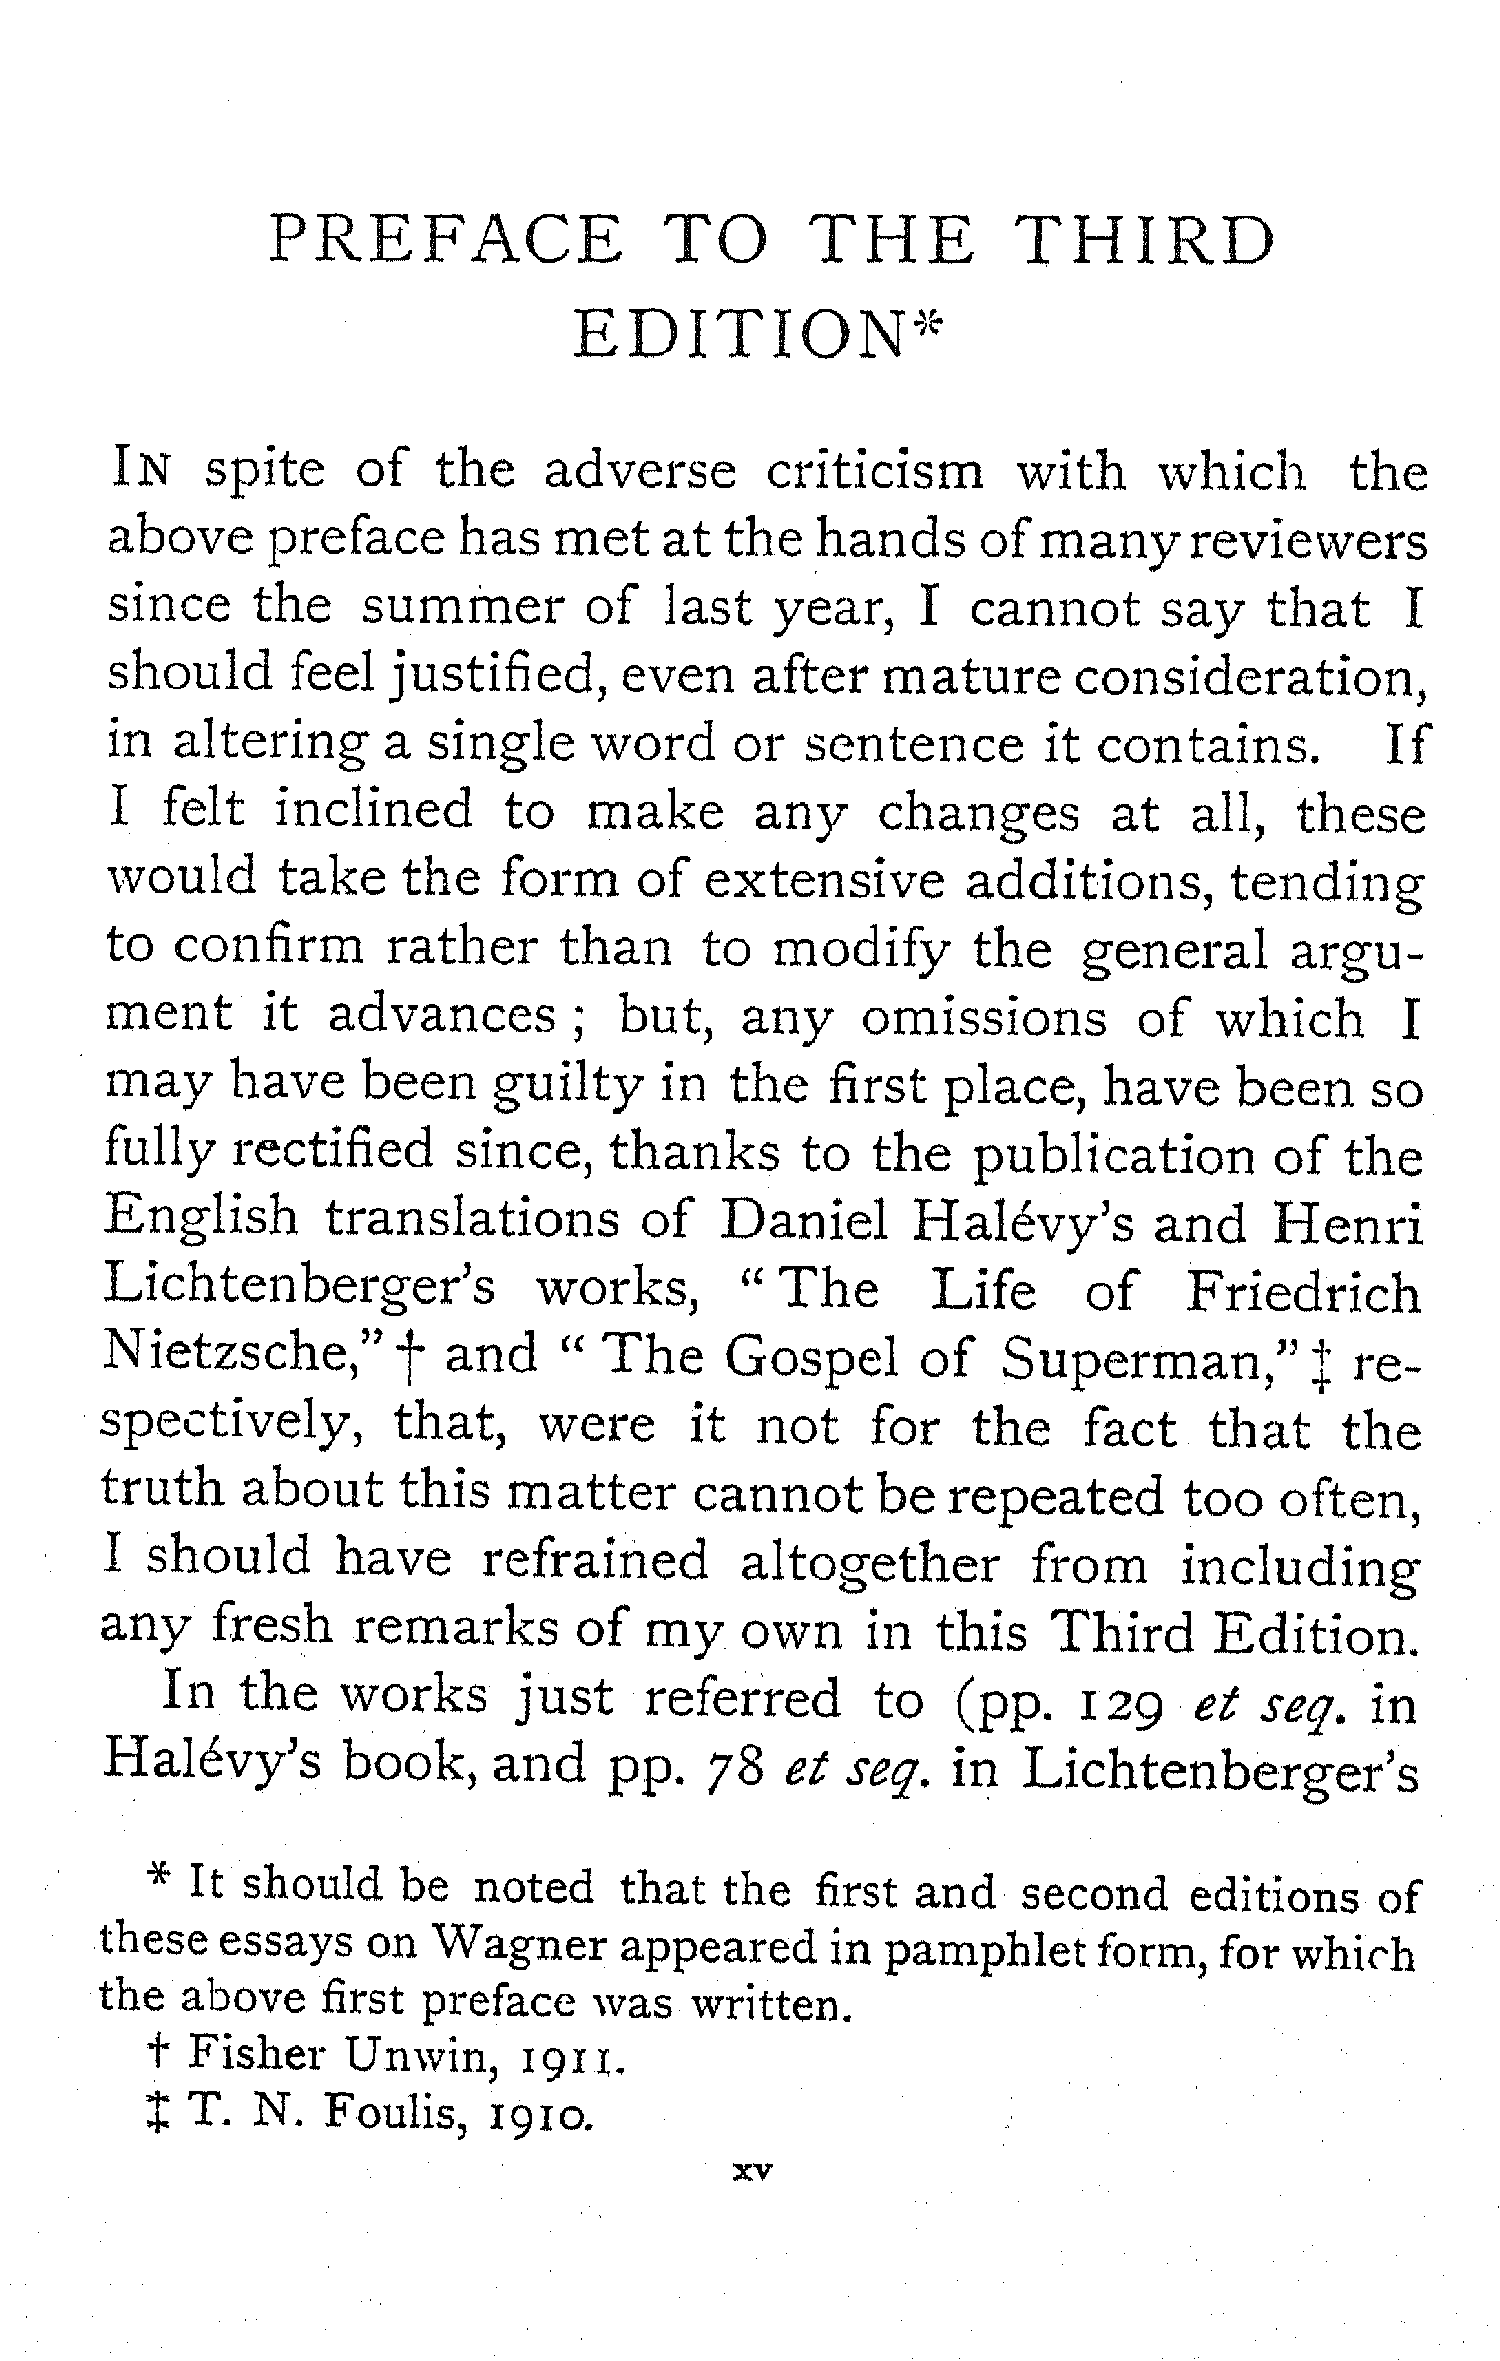 PREFACE TO THE THIRD
EDITION*
IN spite of the adverse criticism with which the
above preface has met at the hands of many reviewers
since the summer of last year, I cannot say that I
should feel justified, even after mature consideration,
in altering a single word or sentence it contains. If
I felt inclined to make any changes at all, these
would take the form of extensive additions, tending
to confirm rather than to modify the general argu-
ment it advances ; but, any omissions of which I
may have been guilty in the first place, have been so
fully rectified since, thanks to the publication of the
English translations of Daniel Halévy's and Henri
Lichtenberger's works, “ The Life of Friedrich
Nietzsche,” † and “ The Gospel of Superman,” ‡ re-
spectively, that, were it not for the fact that the
truth about this matter cannot be repeated too often,
I should have refrained altogether from including
any fresh remarks of my own in this Third Edition.
In the works just referred to (pp. 129 et seq. in
Halévy's book, and pp. 78 et seq. in Lichtenberger's
* It should be noted that the first and second editions of
these essays on Wagner appeared in pamphlet form, for which
the above first preface was written.
† Fisher Unwin, 1911.
‡ T. N. Foulis, 1910.
xv